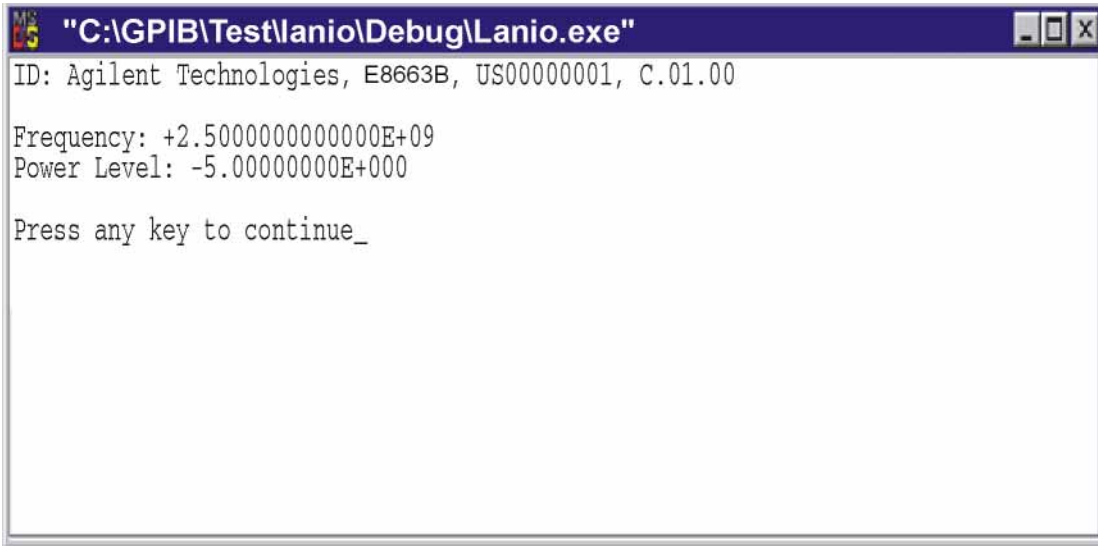 "C:\GPIB\Test\lanio\Debug\Lanio.exe"
ID: Agilent Technologies, E8663B, US00000001, C.01.00
Frequency: +2.5000000000000E+09
Power Level: -5.00000000E+000
Press any key to continue_